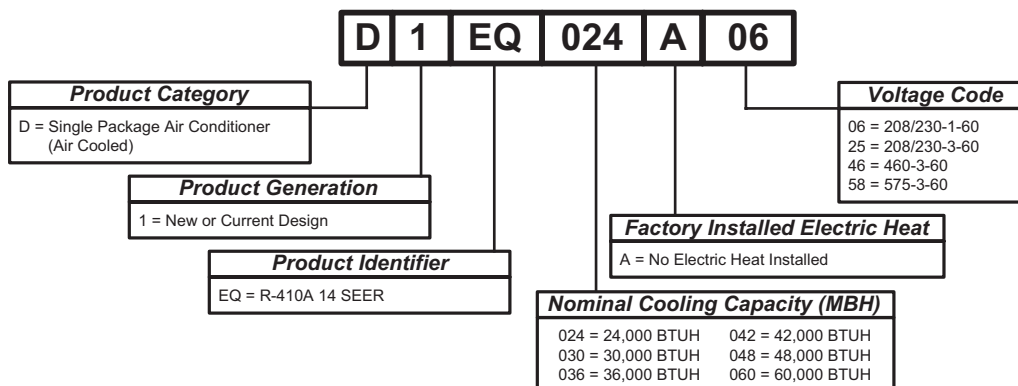 D 1 EQ 024 A 06
Product Category
D = Single Package Air Conditioner
(Air Cooled)
Voltage Code
06 = 208/230-1-60
25 = 208/230-3-60
46 = 460-3-60
58 = 575-3-60
Product Generation
1 = New or Current Design
Factory Installed Electric Heat
A = No Electric Heat Installed
Product Identifier
EQ = R-410A 14 SEER
Nominal Cooling Capacity (MBH)
024 = 24,000 BTUH 042 = 42,000 BTUH
030 = 30,000 BTUH 048 = 48,000 BTUH
036 = 36,000 BTUH 060 = 60,000 BTUH